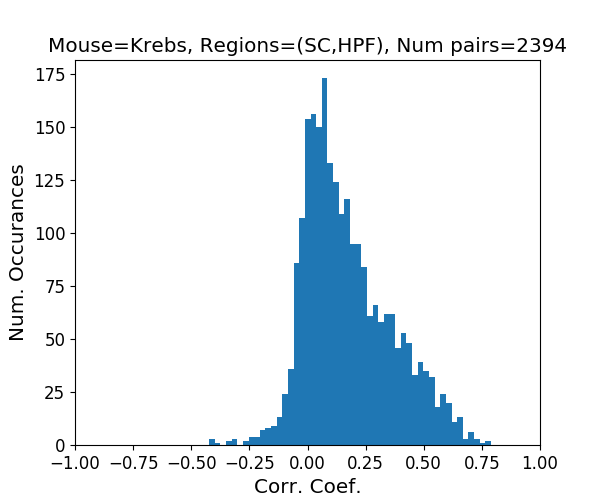 Mouse=Krebs, Regions=(SC,HPF), Num pairs=2394
175
150
125
100
75
50
25
0
Num. Occurances
−1.00 −0.75 −0.50 −0.25 0.00 0.25 0.50 0.75 1.00
Corr. Coef.